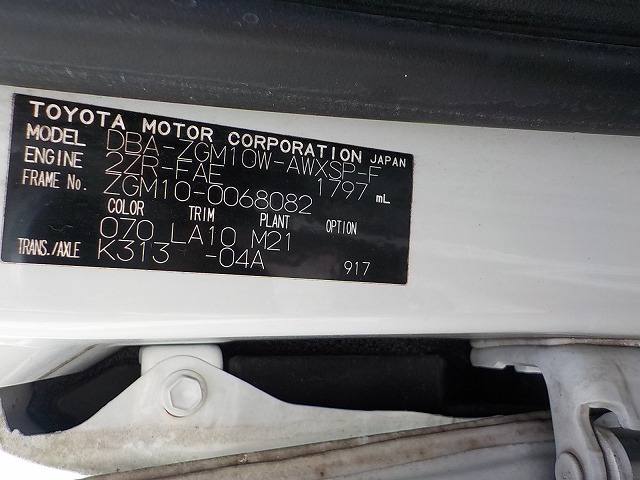 TOYOTA MOTOR CORPORATION JAPAN
MODEL DBA-ZGM10W-AWXSP-F
ENGINE 2ZR-FAE 1797 mL
FRAME No. ZGM10-0068082
COLOR TRIM PLANT OPTION
070 LA10 M21
TRANS./AXLE K313 -04A 917